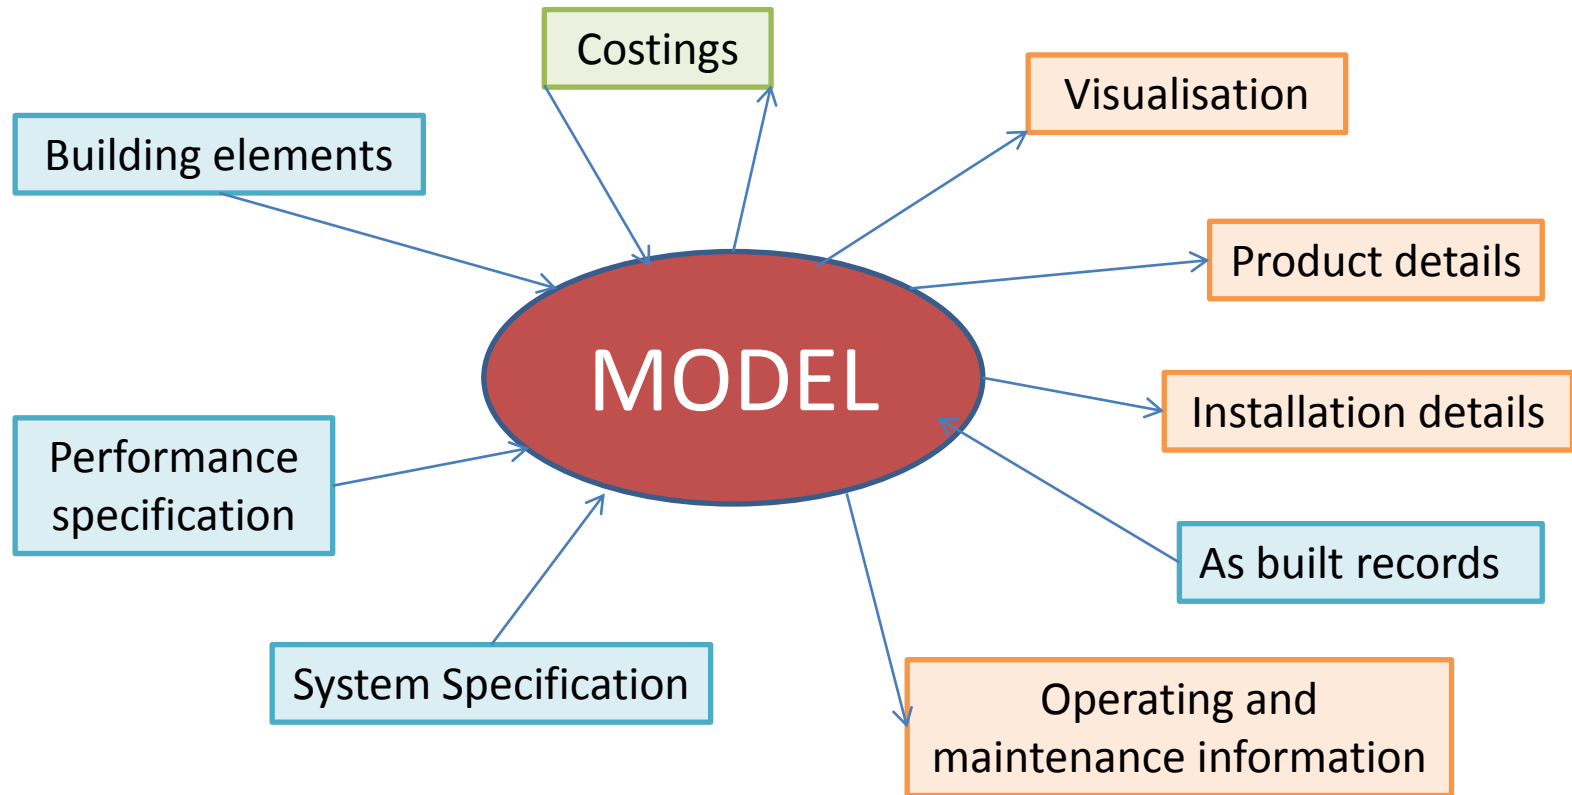 Costings
Visualisation
Building elements
Product details
MODEL
Installation details
Performance
specification
As built records
System Specification
Operating and
maintenance information